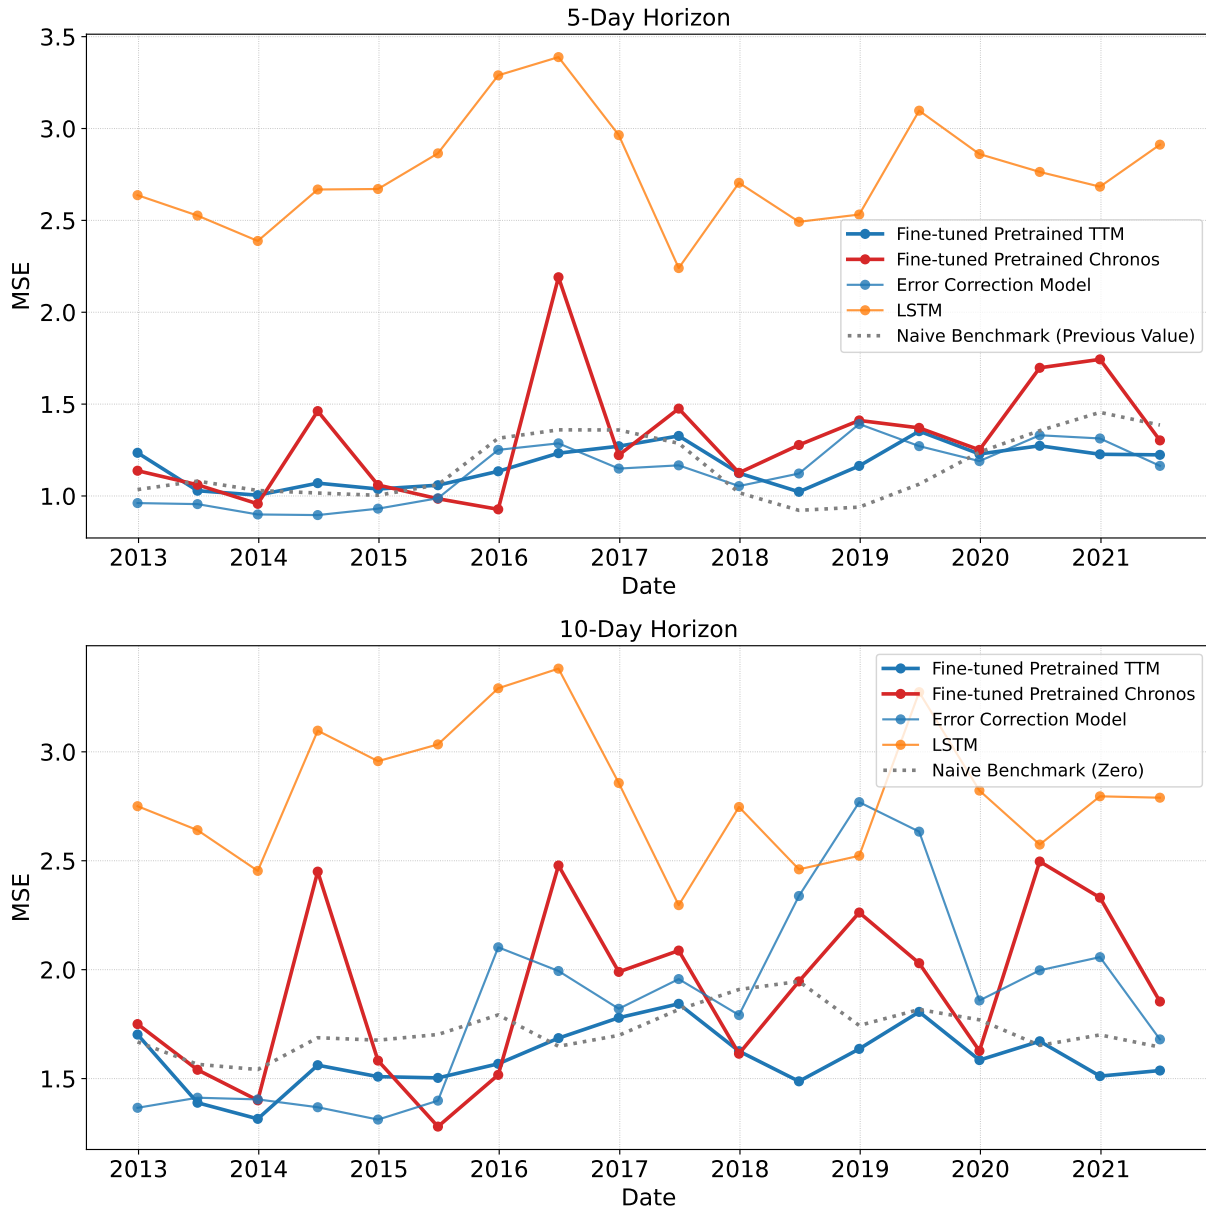 5-Day Horizon
3.5
3.0
2.5
2.0
1.5
1.0
MSE
Fine-tuned Pretrained TTM
Fine-tuned Pretrained Chronos
Error Correction Model
LSTM
Naive Benchmark (Previous Value)
2013 2014 2015 2016 2017 2018 2019 2020 2021
Date
10-Day Horizon
3.0
2.5
2.0
1.5
MSE
Fine-tuned Pretrained TTM
Fine-tuned Pretrained Chronos
Error Correction Model
LSTM
Naive Benchmark (Zero)
2013 2014 2015 2016 2017 2018 2019 2020 2021
Date